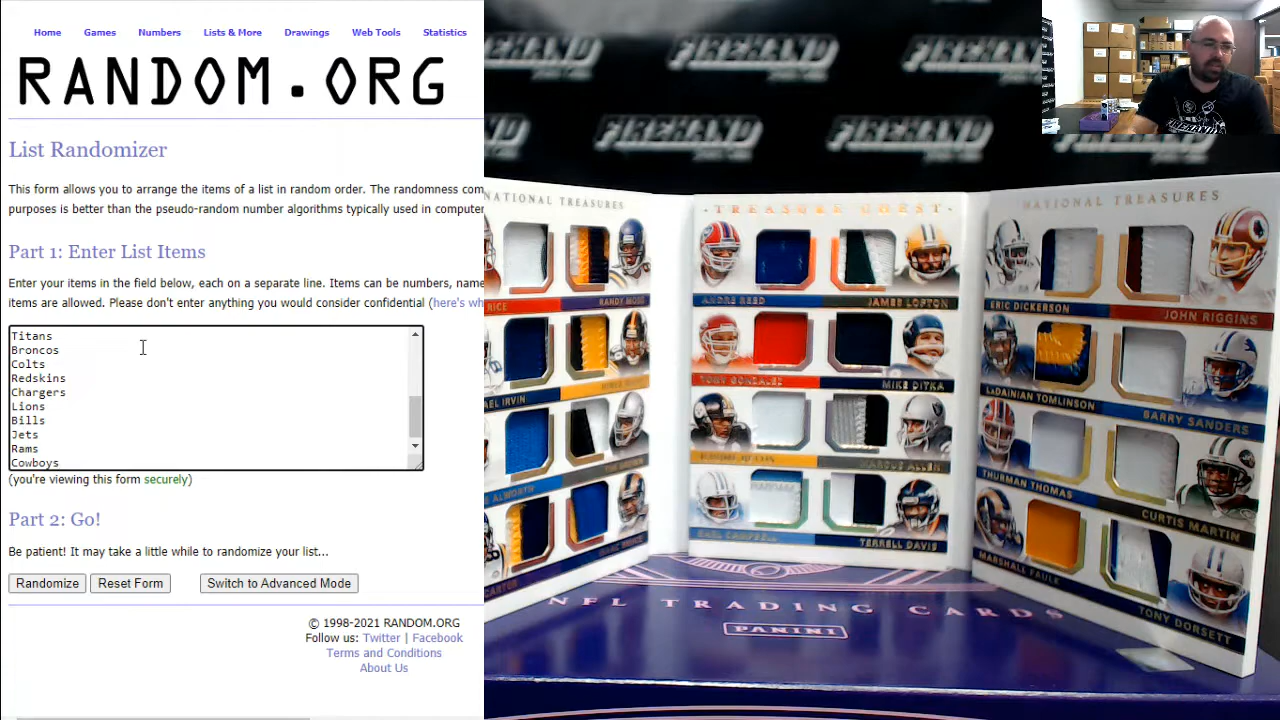 Home Games Numbers Lists & More Drawings Web Tools Statistics
RANDOM.ORG
List Randomizer
This form allows you to arrange the items of a list in random order. The randomness com
purposes is better than the pseudo-random number algorithms typically used in computer
Part 1: Enter List Items
Enter your items in the field below, each on a separate line. Items can be numbers, name
items are allowed. Please don't enter anything you would consider confidential (here's wh
Titans
Broncos
Colts
Redskins
Chargers
Lions
Bills
Jets
Rams
Cowboys
(you're viewing this form securely)
Part 2: Go!
Be patient! It may take a little while to randomize your list...
Randomize Reset Form Switch to Advanced Mode
© 1998-2021 RANDOM.ORG
Follow us: Twitter | Facebook
Terms and Conditions
About Us
FIREHAND
FIREHAND
FIREHAND
FIREHAND
NATIONAL TREASURES
RICE RANDY MOSS
AEL IRVIN
TIM BROWN
ALWORTH
ISAAC BRUCE
CARTER
TREASURE CHEST
ANDRE REED JAMES LOFTON
TONY GONZALEZ MIKE DITKA
MARCUS ALLEN
EARL CAMPBELL TERRELL DAVIS
NATIONAL TREASURES
ERIC DICKERSON JOHN RIGGINS
LaDAINIAN TOMLINSON BARRY SANDERS
THURMAN THOMAS CURTIS MARTIN
MARSHALL FAULK TONY DORSETT
NFL TRADING CARDS
PANINI